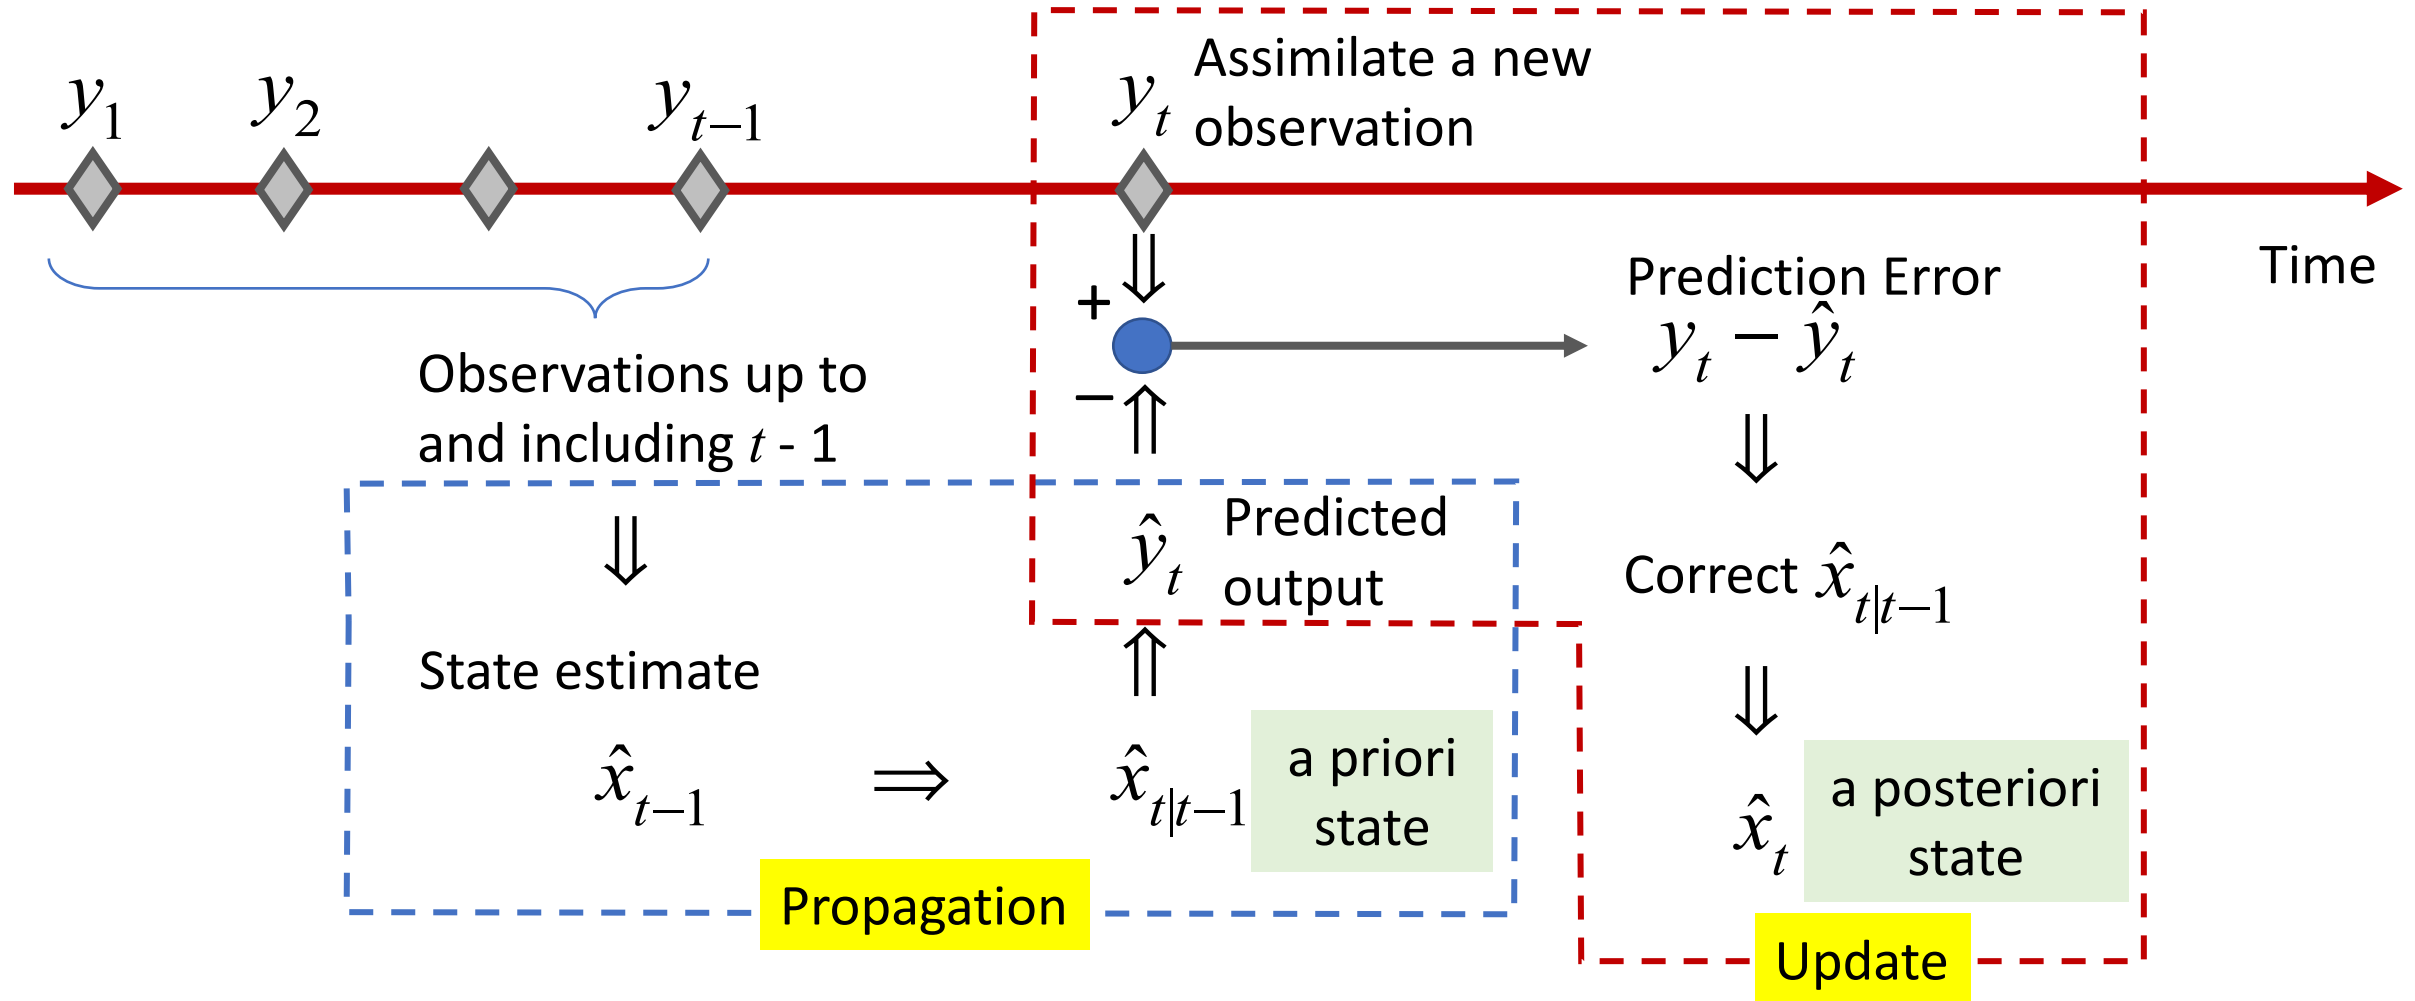 y₁ y₂ yₜ₋₁ yₜ
Assimilate a new
observation
Time
+
−
Prediction Error
yₜ − ŷₜ
Observations up to
and including t - 1
ŷₜ
Predicted
output
Correct x̂ₜ|ₜ₋₁
State estimate
x̂ₜ₋₁ ⇒ x̂ₜ|ₜ₋₁
a priori
state
x̂ₜ
a posteriori
state
Propagation
Update